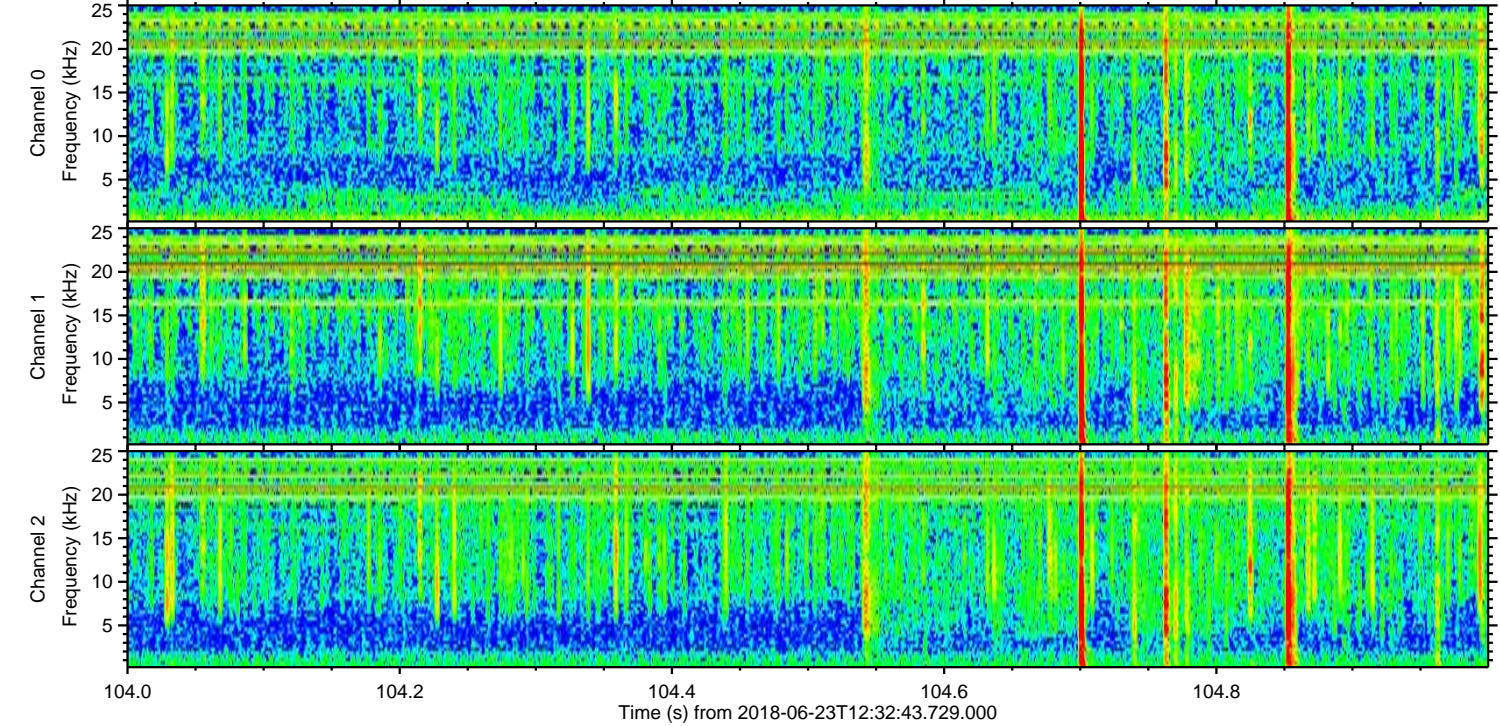 Channel 0
Frequency (kHz)
25
20
15
10
5
Channel 1
Frequency (kHz)
25
20
15
10
5
Channel 2
Frequency (kHz)
25
20
15
10
5
104.0 104.2 104.4 104.6 104.8
Time (s) from 2018-06-23T12:32:43.729.000